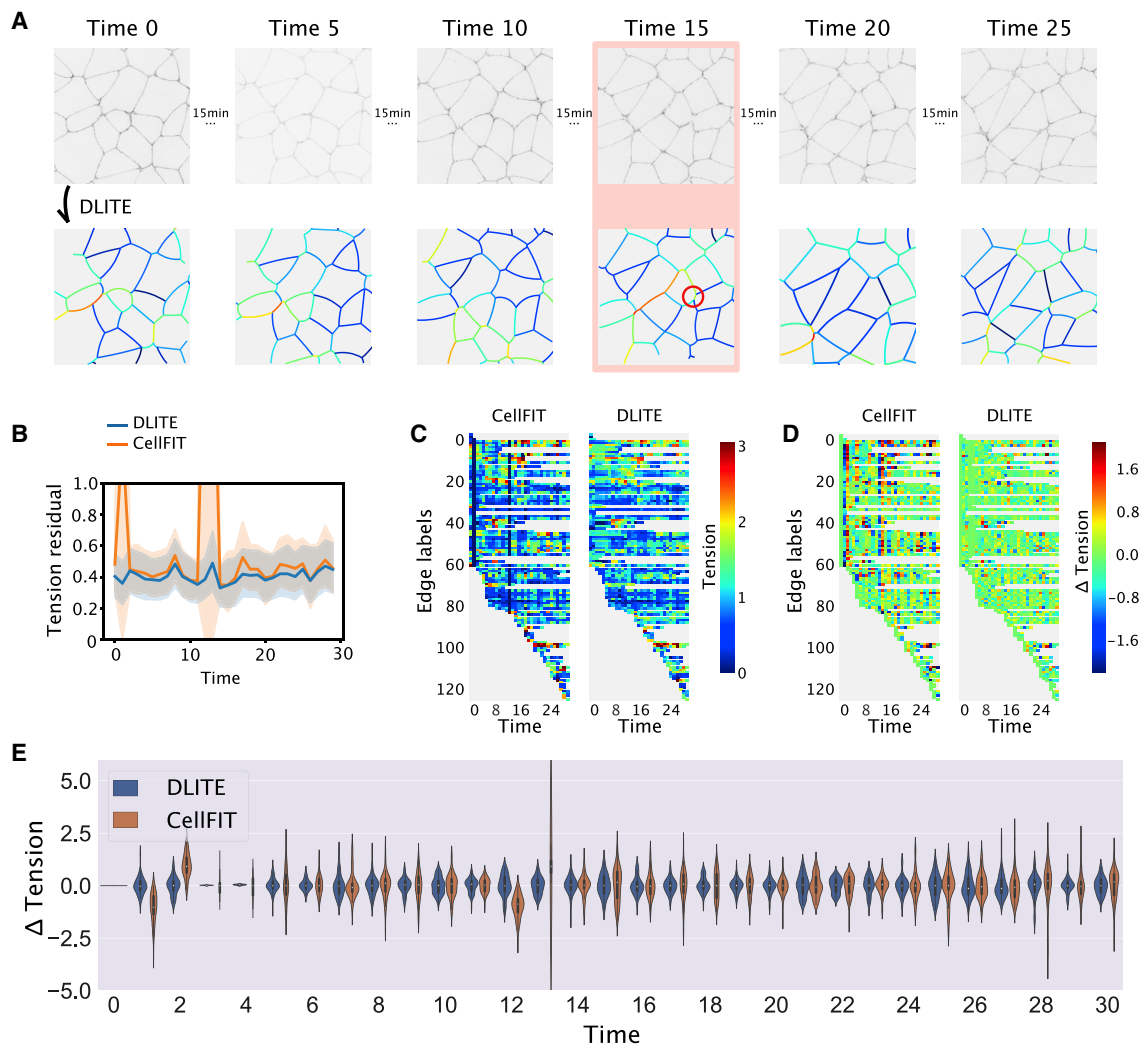 A
Time 0 Time 5 Time 10 Time 15 Time 20 Time 25
15min ... 15min ... 15min ... 15min ... 15min ...
DLITE
B
DLITE
CellFIT
Tension residual
1.0
0.8
0.6
0.4
0.2
0
0 10 20 30
Time
C
CellFIT DLITE
Edge labels
0
20
40
60
80
100
120
0 8 16 24 0 8 16 24
Time Time
3
2
1
0
Tension
D
CellFIT DLITE
Edge labels
0
20
40
60
80
100
120
0 8 16 24 0 8 16 24
Time Time
1.6
0.8
0.0
−0.8
−1.6
Δ Tension
E
DLITE
CellFIT
Δ Tension
5.0
2.5
0.0
−2.5
−5.0
0 2 4 6 8 10 12 14 16 18 20 22 24 26 28 30
Time